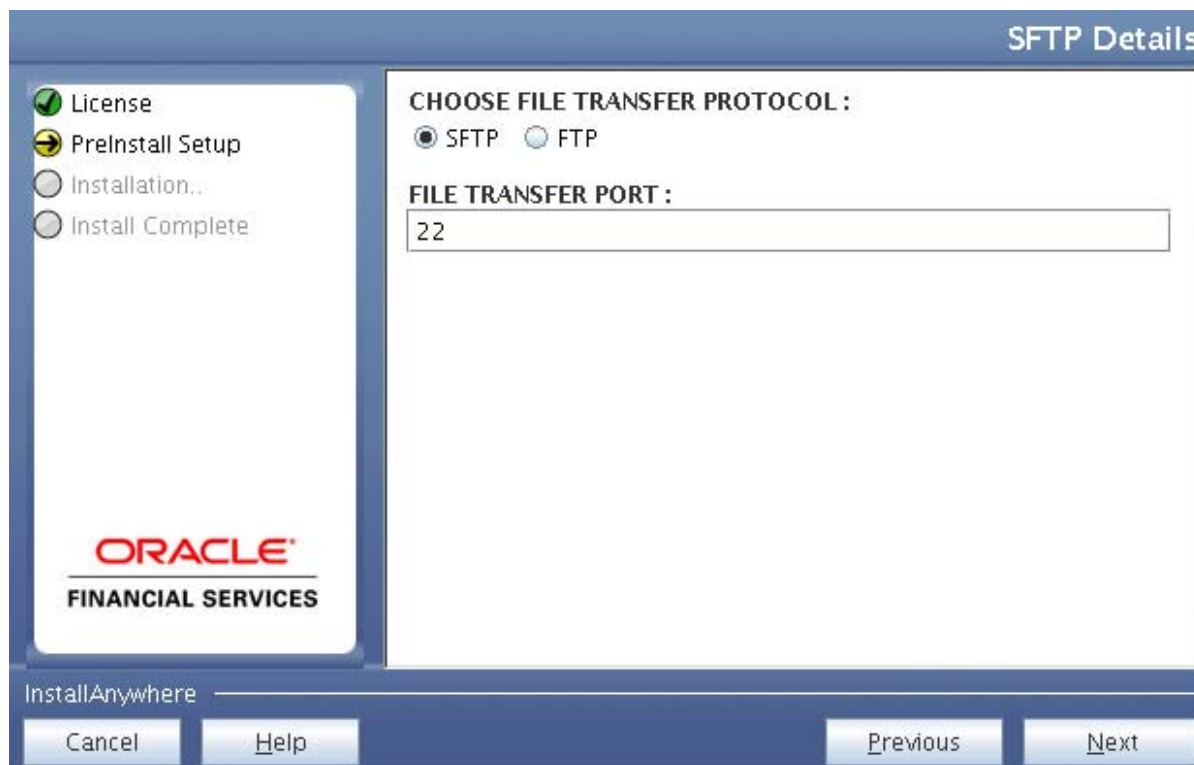 SFTP Details
License
PreInstall Setup
Installation..
Install Complete
ORACLE
FINANCIAL SERVICES
CHOOSE FILE TRANSFER PROTOCOL :
SFTP FTP
FILE TRANSFER PORT :
22
InstallAnywhere
Cancel Help Previous Next